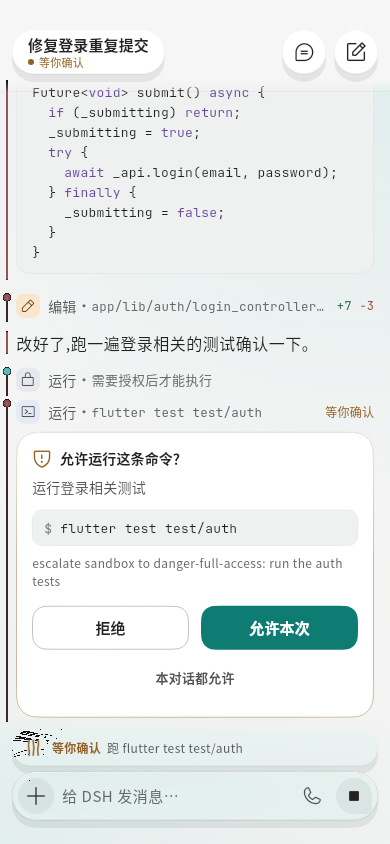 修复登录重复提交
等你确认
Future<void> submit() async {
if (_submitting) return;
_submitting = true;
try {
await _api.login(email, password);
} finally {
_submitting = false;
}
}
编辑 · app/lib/auth/login_controller… +7 -3
改好了,跑一遍登录相关的测试确认一下。
运行 · 需要授权后才能执行
运行 · flutter test test/auth 等你确认
允许运行这条命令?
运行登录相关测试
$ flutter test test/auth
escalate sandbox to danger-full-access: run the auth
tests
拒绝 允许本次
本对话都允许
等你确认 跑 flutter test test/auth
给 DSH 发消息…